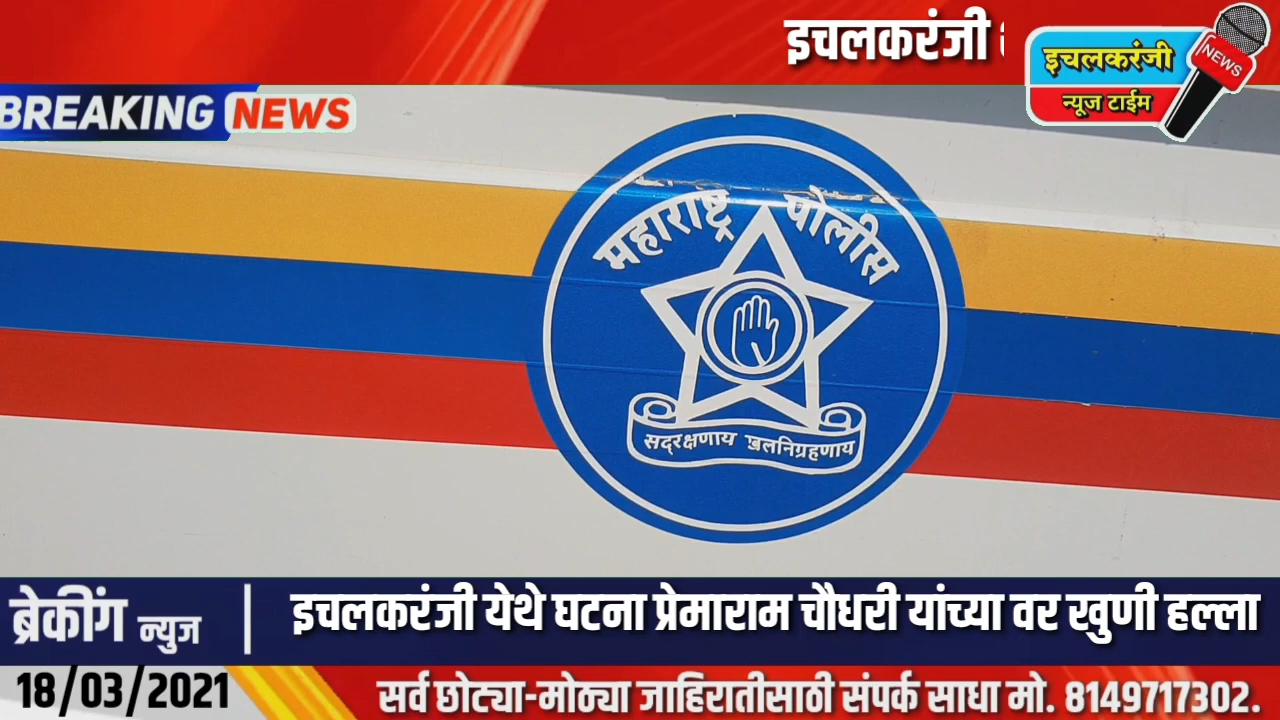 इचलकरंजी
इचलकरंजी
न्यूज टाईम
NEWS
BREAKING NEWS
महाराष्ट्र पोलीस
सद्रक्षणाय खलनिग्रहणाय
ब्रेकींग न्युज
इचलकरंजी येथे घटना प्रेमाराम चौधरी यांच्या वर खुणी हल्ला
18/03/2021
सर्व छोट्या-मोठ्या जाहिरातीसाठी संपर्क साधा मो. 8149717302.